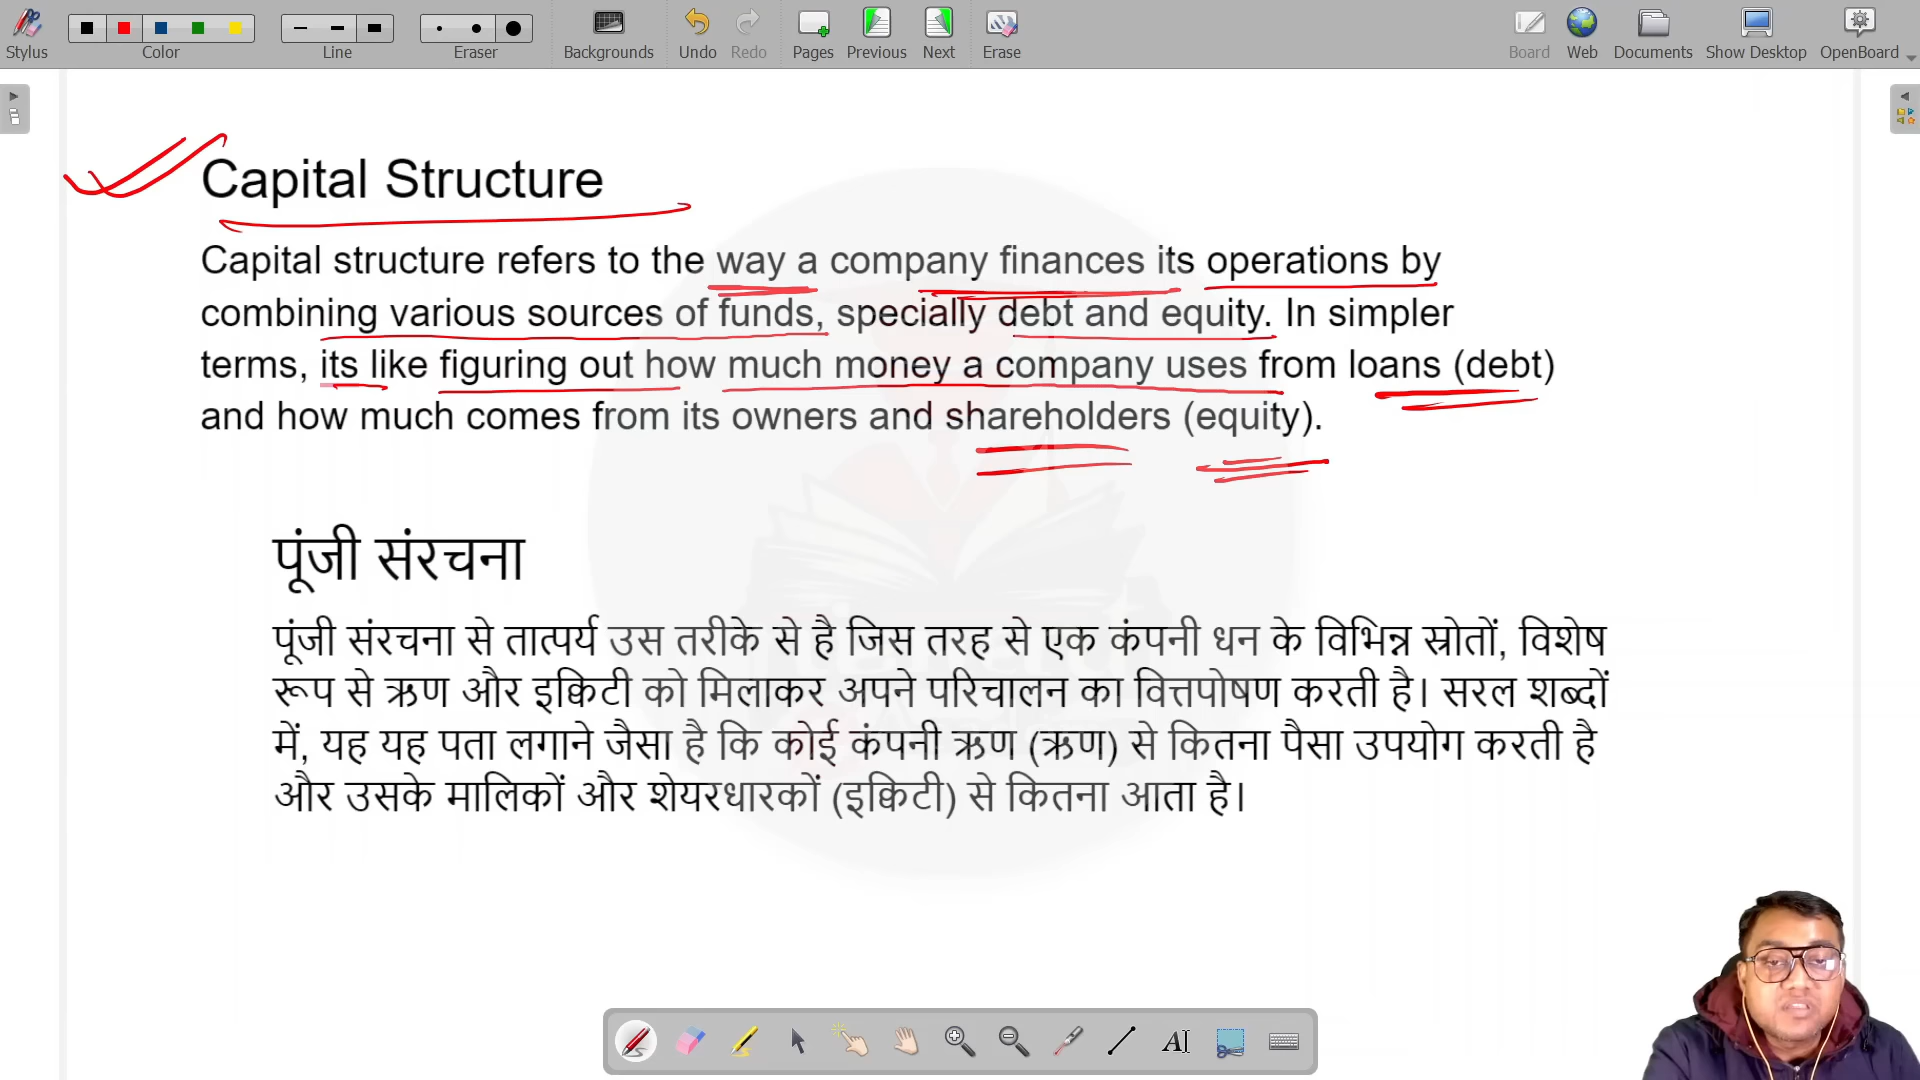 Stylus
Color
Line
Eraser
Backgrounds
Undo
Redo
Pages
Previous
Next
Erase
Board
Web
Documents
Show Desktop
OpenBoard
Capital Structure
Capital structure refers to the way a company finances its operations by
combining various sources of funds, specially debt and equity. In simpler
terms, its like figuring out how much money a company uses from loans (debt)
and how much comes from its owners and shareholders (equity).
पूंजी संरचना
पूंजी संरचना से तात्पर्य उस तरीके से है जिस तरह से एक कंपनी धन के विभिन्न स्रोतों, विशेष
रूप से ऋण और इक्विटी को मिलाकर अपने परिचालन का वित्तपोषण करती है। सरल शब्दों
में, यह यह पता लगाने जैसा है कि कोई कंपनी ऋण (ऋण) से कितना पैसा उपयोग करती है
और उसके मालिकों और शेयरधारकों (इक्विटी) से कितना आता है।